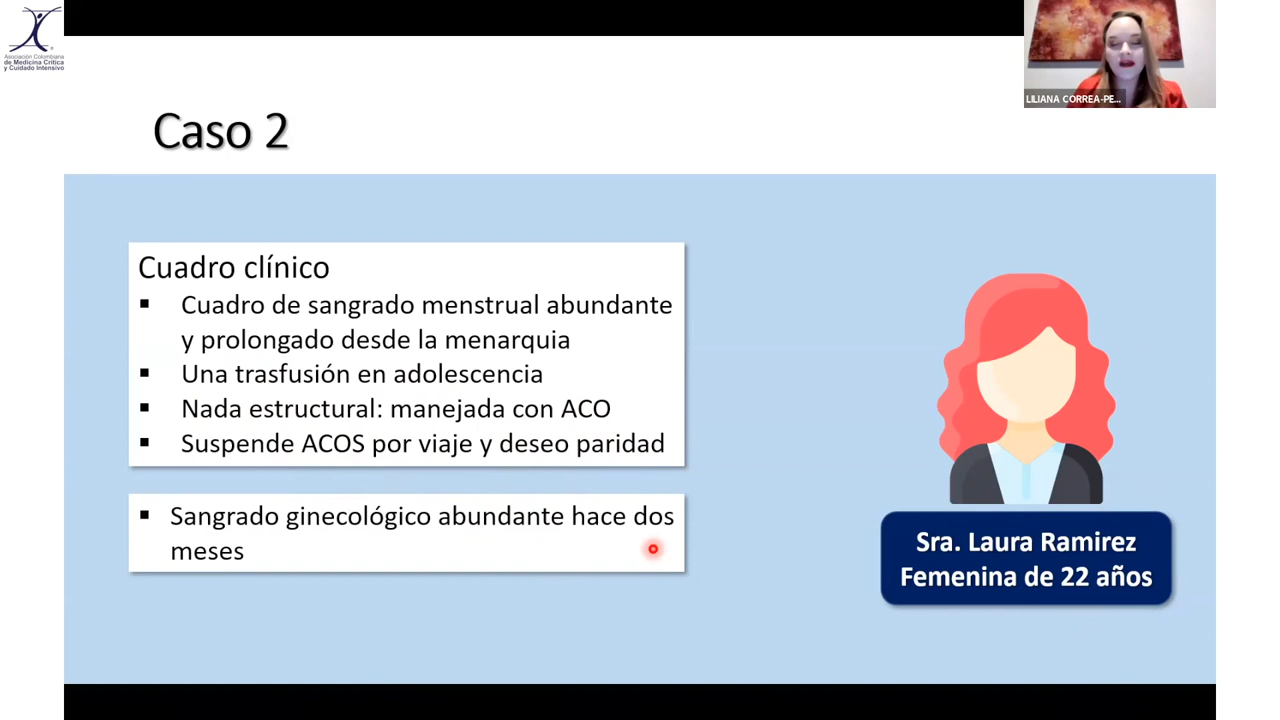 Asociación Colombiana
de Medicina Crítica
y Cuidado Intensivo
LILIANA CORREA-PE...
Caso 2
Cuadro clínico
▪ Cuadro de sangrado menstrual abundante
y prolongado desde la menarquia
▪ Una trasfusión en adolescencia
▪ Nada estructural: manejada con ACO
▪ Suspende ACOS por viaje y deseo paridad
▪ Sangrado ginecológico abundante hace dos
meses
Sra. Laura Ramirez
Femenina de 22 años